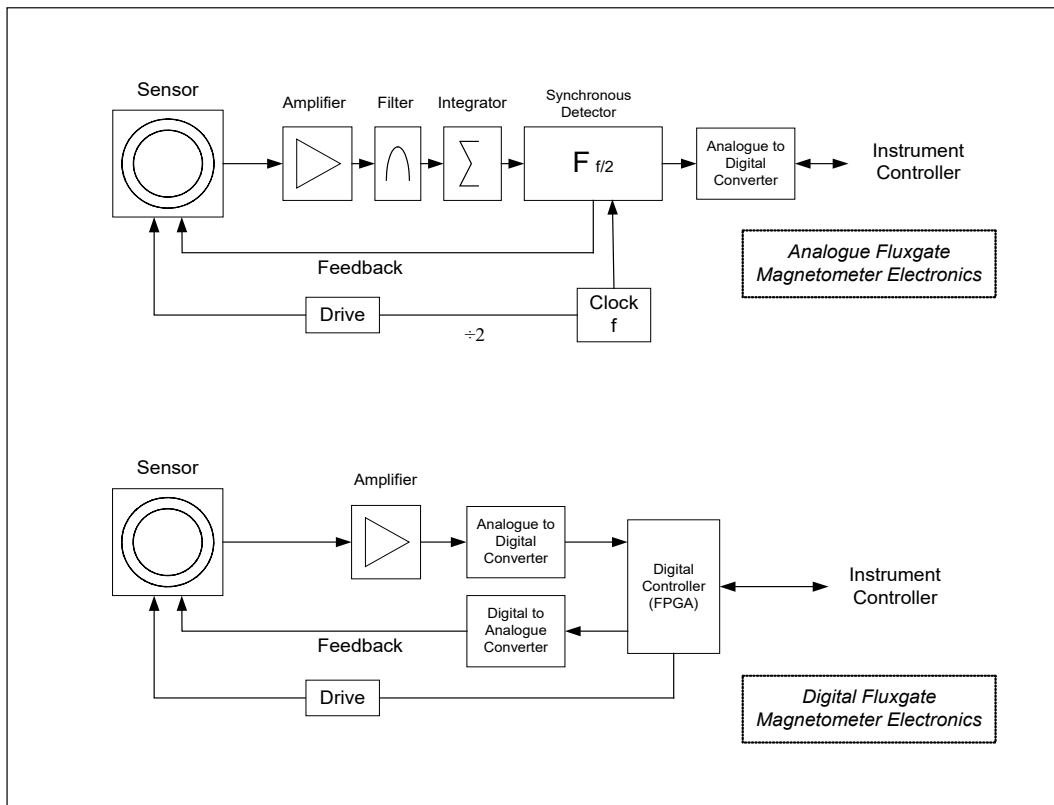 Sensor
Amplifier
Filter
Integrator
Synchronous
Detector
F f/2
Analogue to
Digital
Converter
Instrument
Controller
Feedback
Drive
÷2
Clock
f
Analogue Fluxgate
Magnetometer Electronics
Sensor
Amplifier
Analogue to
Digital
Converter
Digital
Controller
(FPGA)
Instrument
Controller
Digital to
Analogue
Converter
Feedback
Drive
Digital Fluxgate
Magnetometer Electronics